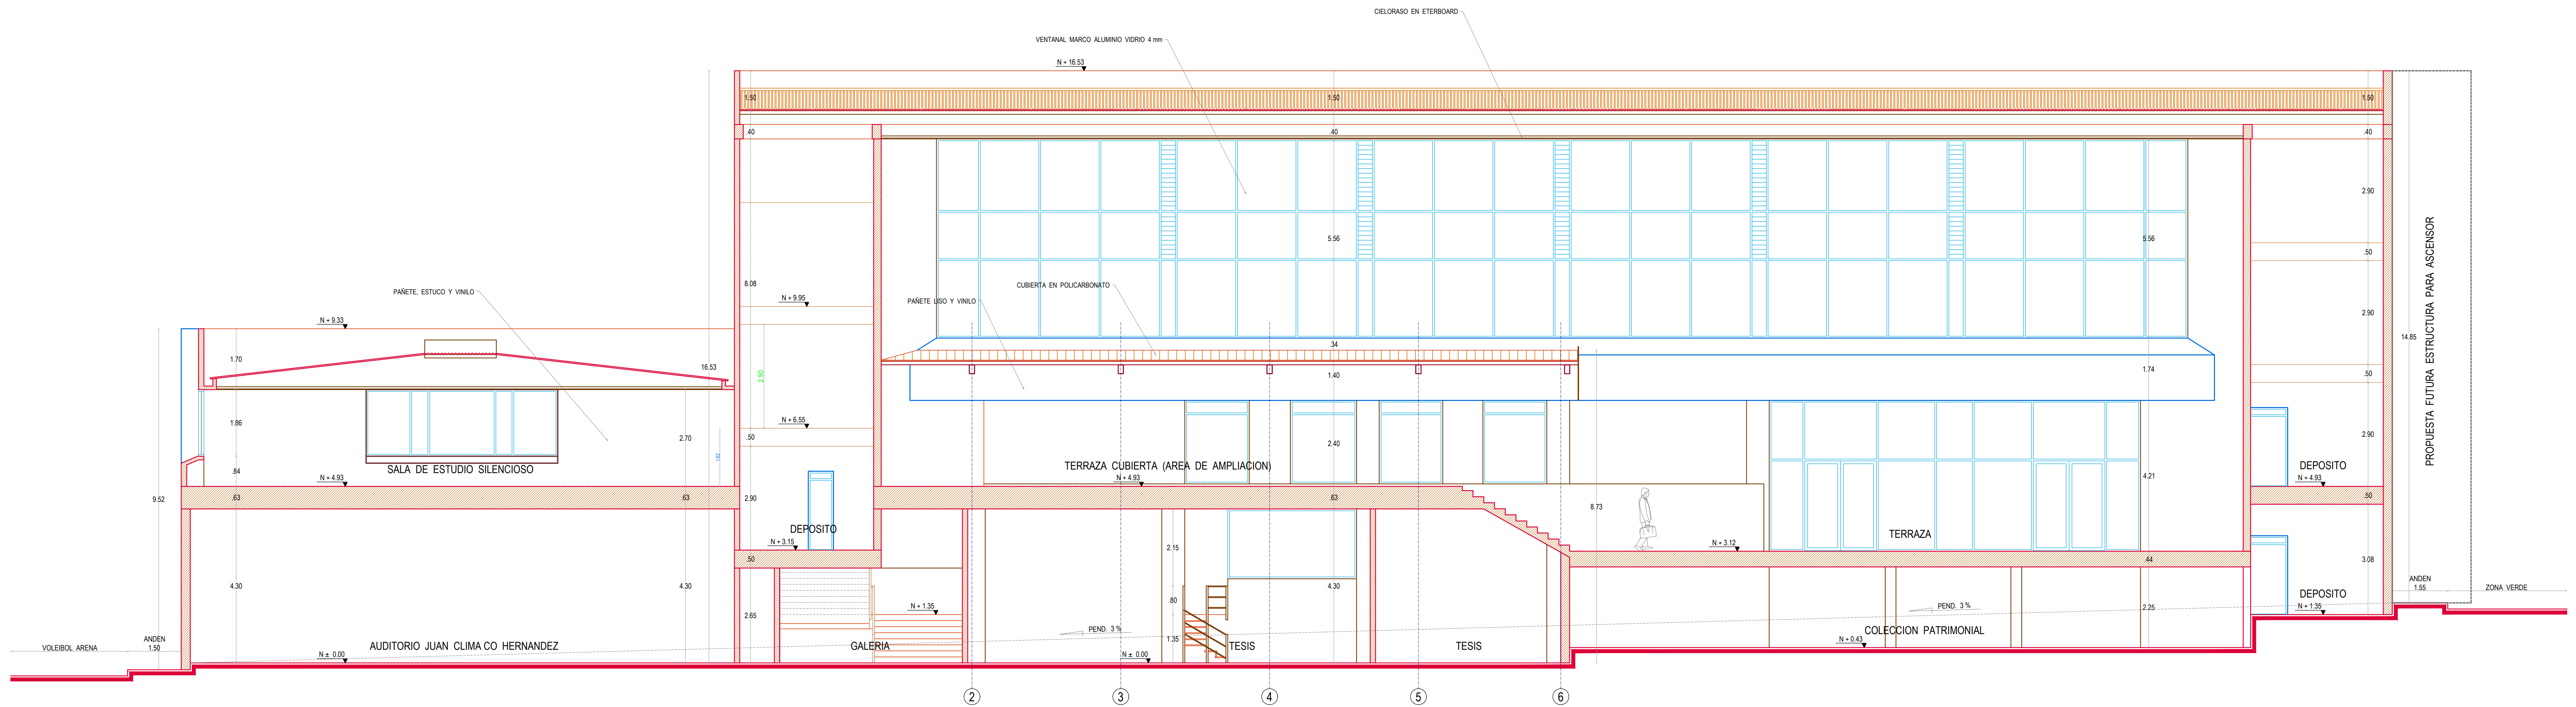 CIELORASO EN ETERBOARD
VENTANAL MARCO ALUMINIO VIDRIO 4 mm
N + 16.53
1.50
1.50
1.50
.40
.40
.40
2.90
5.56
5.56
.50
8.08
PAÑETE, ESTUCO Y VINILO
CUBIERTA EN POLICARBONATO
PAÑETE LISO Y VINILO
N + 9.95
N + 9.33
2.90
14.85
PROPUESTA FUTURA ESTRUCTURA PARA ASCENSOR
.34
1.70
16.53
2.90
1.40
1.74
.50
1.86
2.70
N + 6.55
.50
1.62
2.40
2.90
SALA DE ESTUDIO SILENCIOSO
.84
TERRAZA CUBIERTA (AREA DE AMPLIACION)
DEPOSITO
N + 4.93
N + 4.93
N + 4.93
4.21
9.52
.63
.63
2.90
.63
.50
8.73
DEPOSITO
TERRAZA
N + 3.15
N + 3.12
2.15
.50
.44
3.08
4.30
4.30
4.30
ANDEN
1.55
ZONA VERDE
DEPOSITO
.80
N + 1.35
N + 1.35
2.65
PEND. 3 %
2.25
PEND. 3 %
COLECCION PATRIMONIAL
N + 0.43
1.35
ANDEN
1.50
VOLEIBOL ARENA
AUDITORIO JUAN CLIMA CO HERNANDEZ
GALERIA
TESIS
TESIS
N ± 0.00
N ± 0.00
2
3
4
5
6